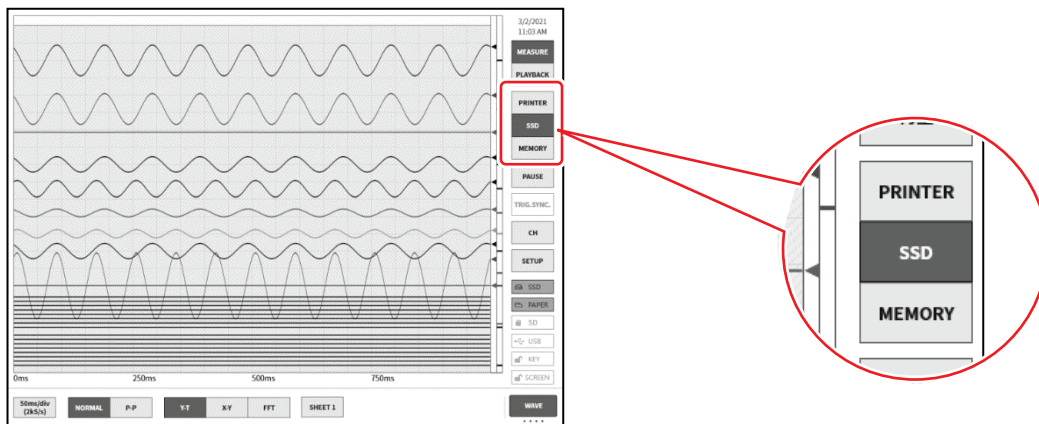 3/2/2021
11:03 AM
MEASURE
PLAYBACK
PRINTER
SSD
MEMORY
PAUSE
TRIG.SYNC.
CH
SETUP
SSD
PAPER
SD
USB
KEY
SCREEN
0ms 250ms 500ms 750ms
50ms/div
(2kS/s)
NORMAL P-P Y-T X-Y FFT SHEET 1 WAVE
PRINTER
SSD
MEMORY